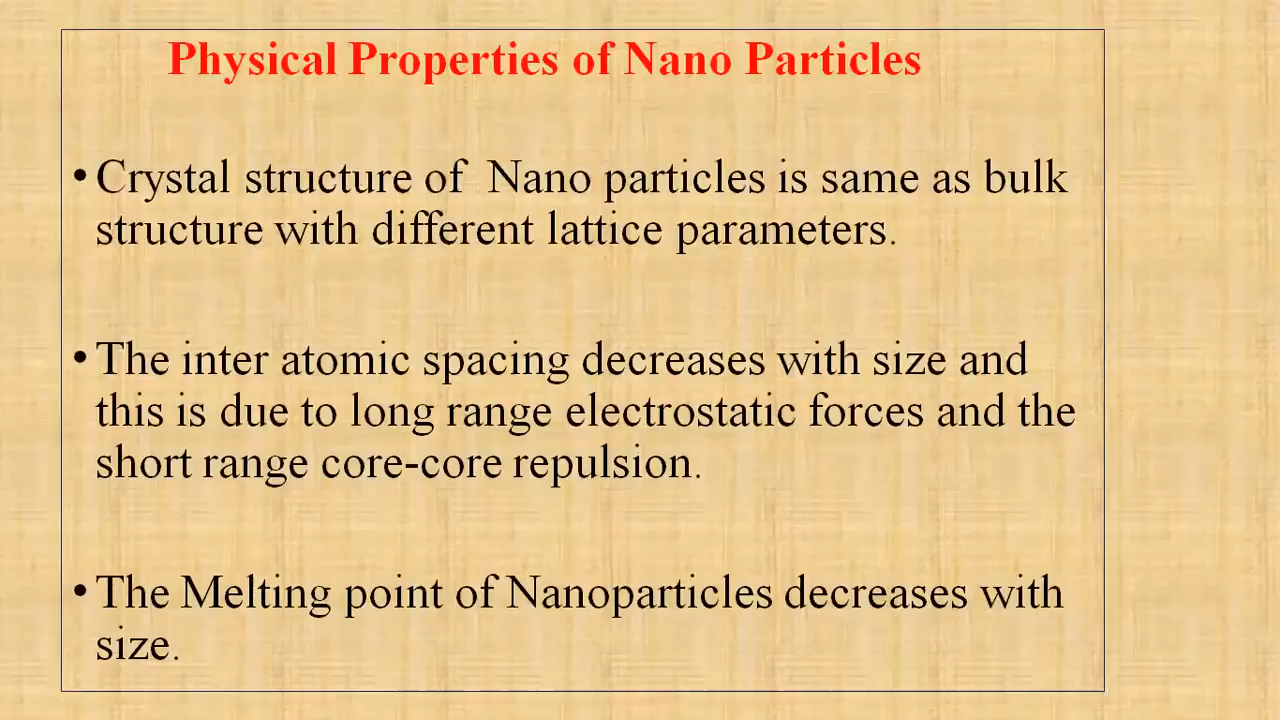 Physical Properties of Nano Particles
• Crystal structure of Nano particles is same as bulk
structure with different lattice parameters.
• The inter atomic spacing decreases with size and
this is due to long range electrostatic forces and the
short range core-core repulsion.
• The Melting point of Nanoparticles decreases with
size.